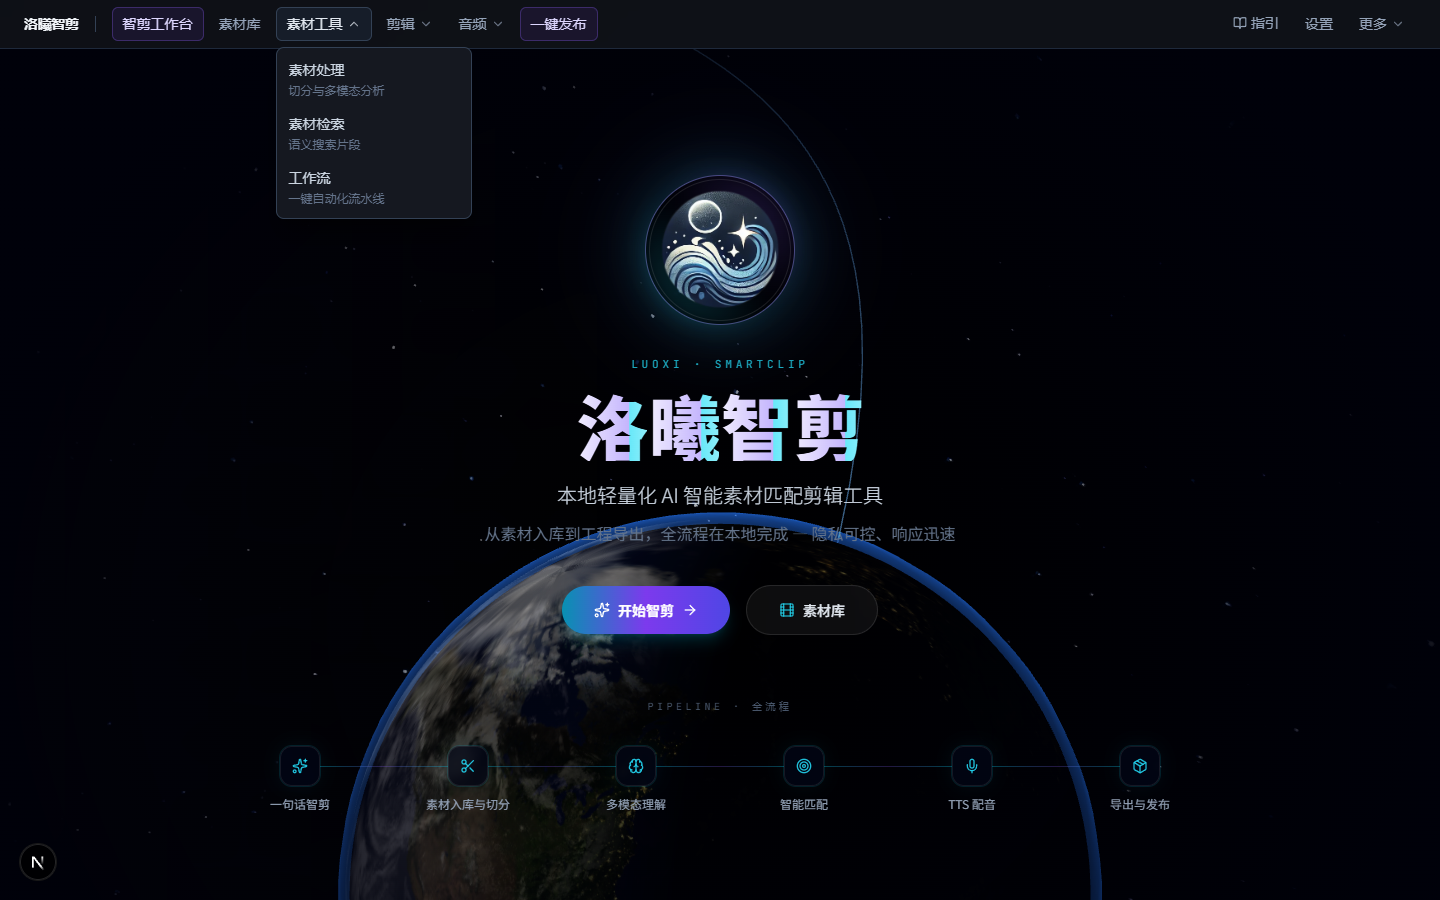 洛曦智剪
智剪工作台
素材库
素材工具
剪辑
音频
一键发布
指引
设置
更多
素材处理
切分与多模态分析
素材检索
语义搜索片段
工作流
一键自动化流水线
LUOXI · SMARTCLIP
洛曦智剪
本地轻量化 AI 智能素材匹配剪辑工具
从素材入库到工程导出，全流程在本地完成 — 隐私可控、响应迅速
开始智剪
素材库
PIPELINE · 全流程
一句话智剪
素材入库与切分
多模态理解
智能匹配
TTS 配音
导出与发布
N